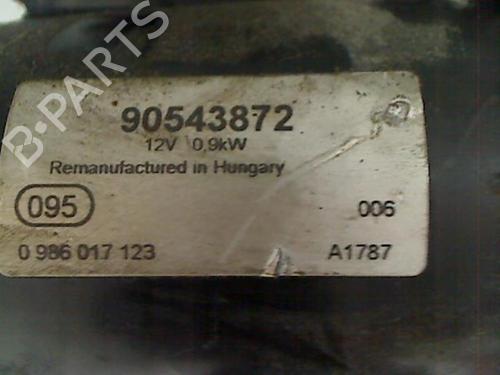 B-PARTS
90543872
12V 0,9kW
Remanufactured in Hungary
095
006
0 986 017 123
A1787